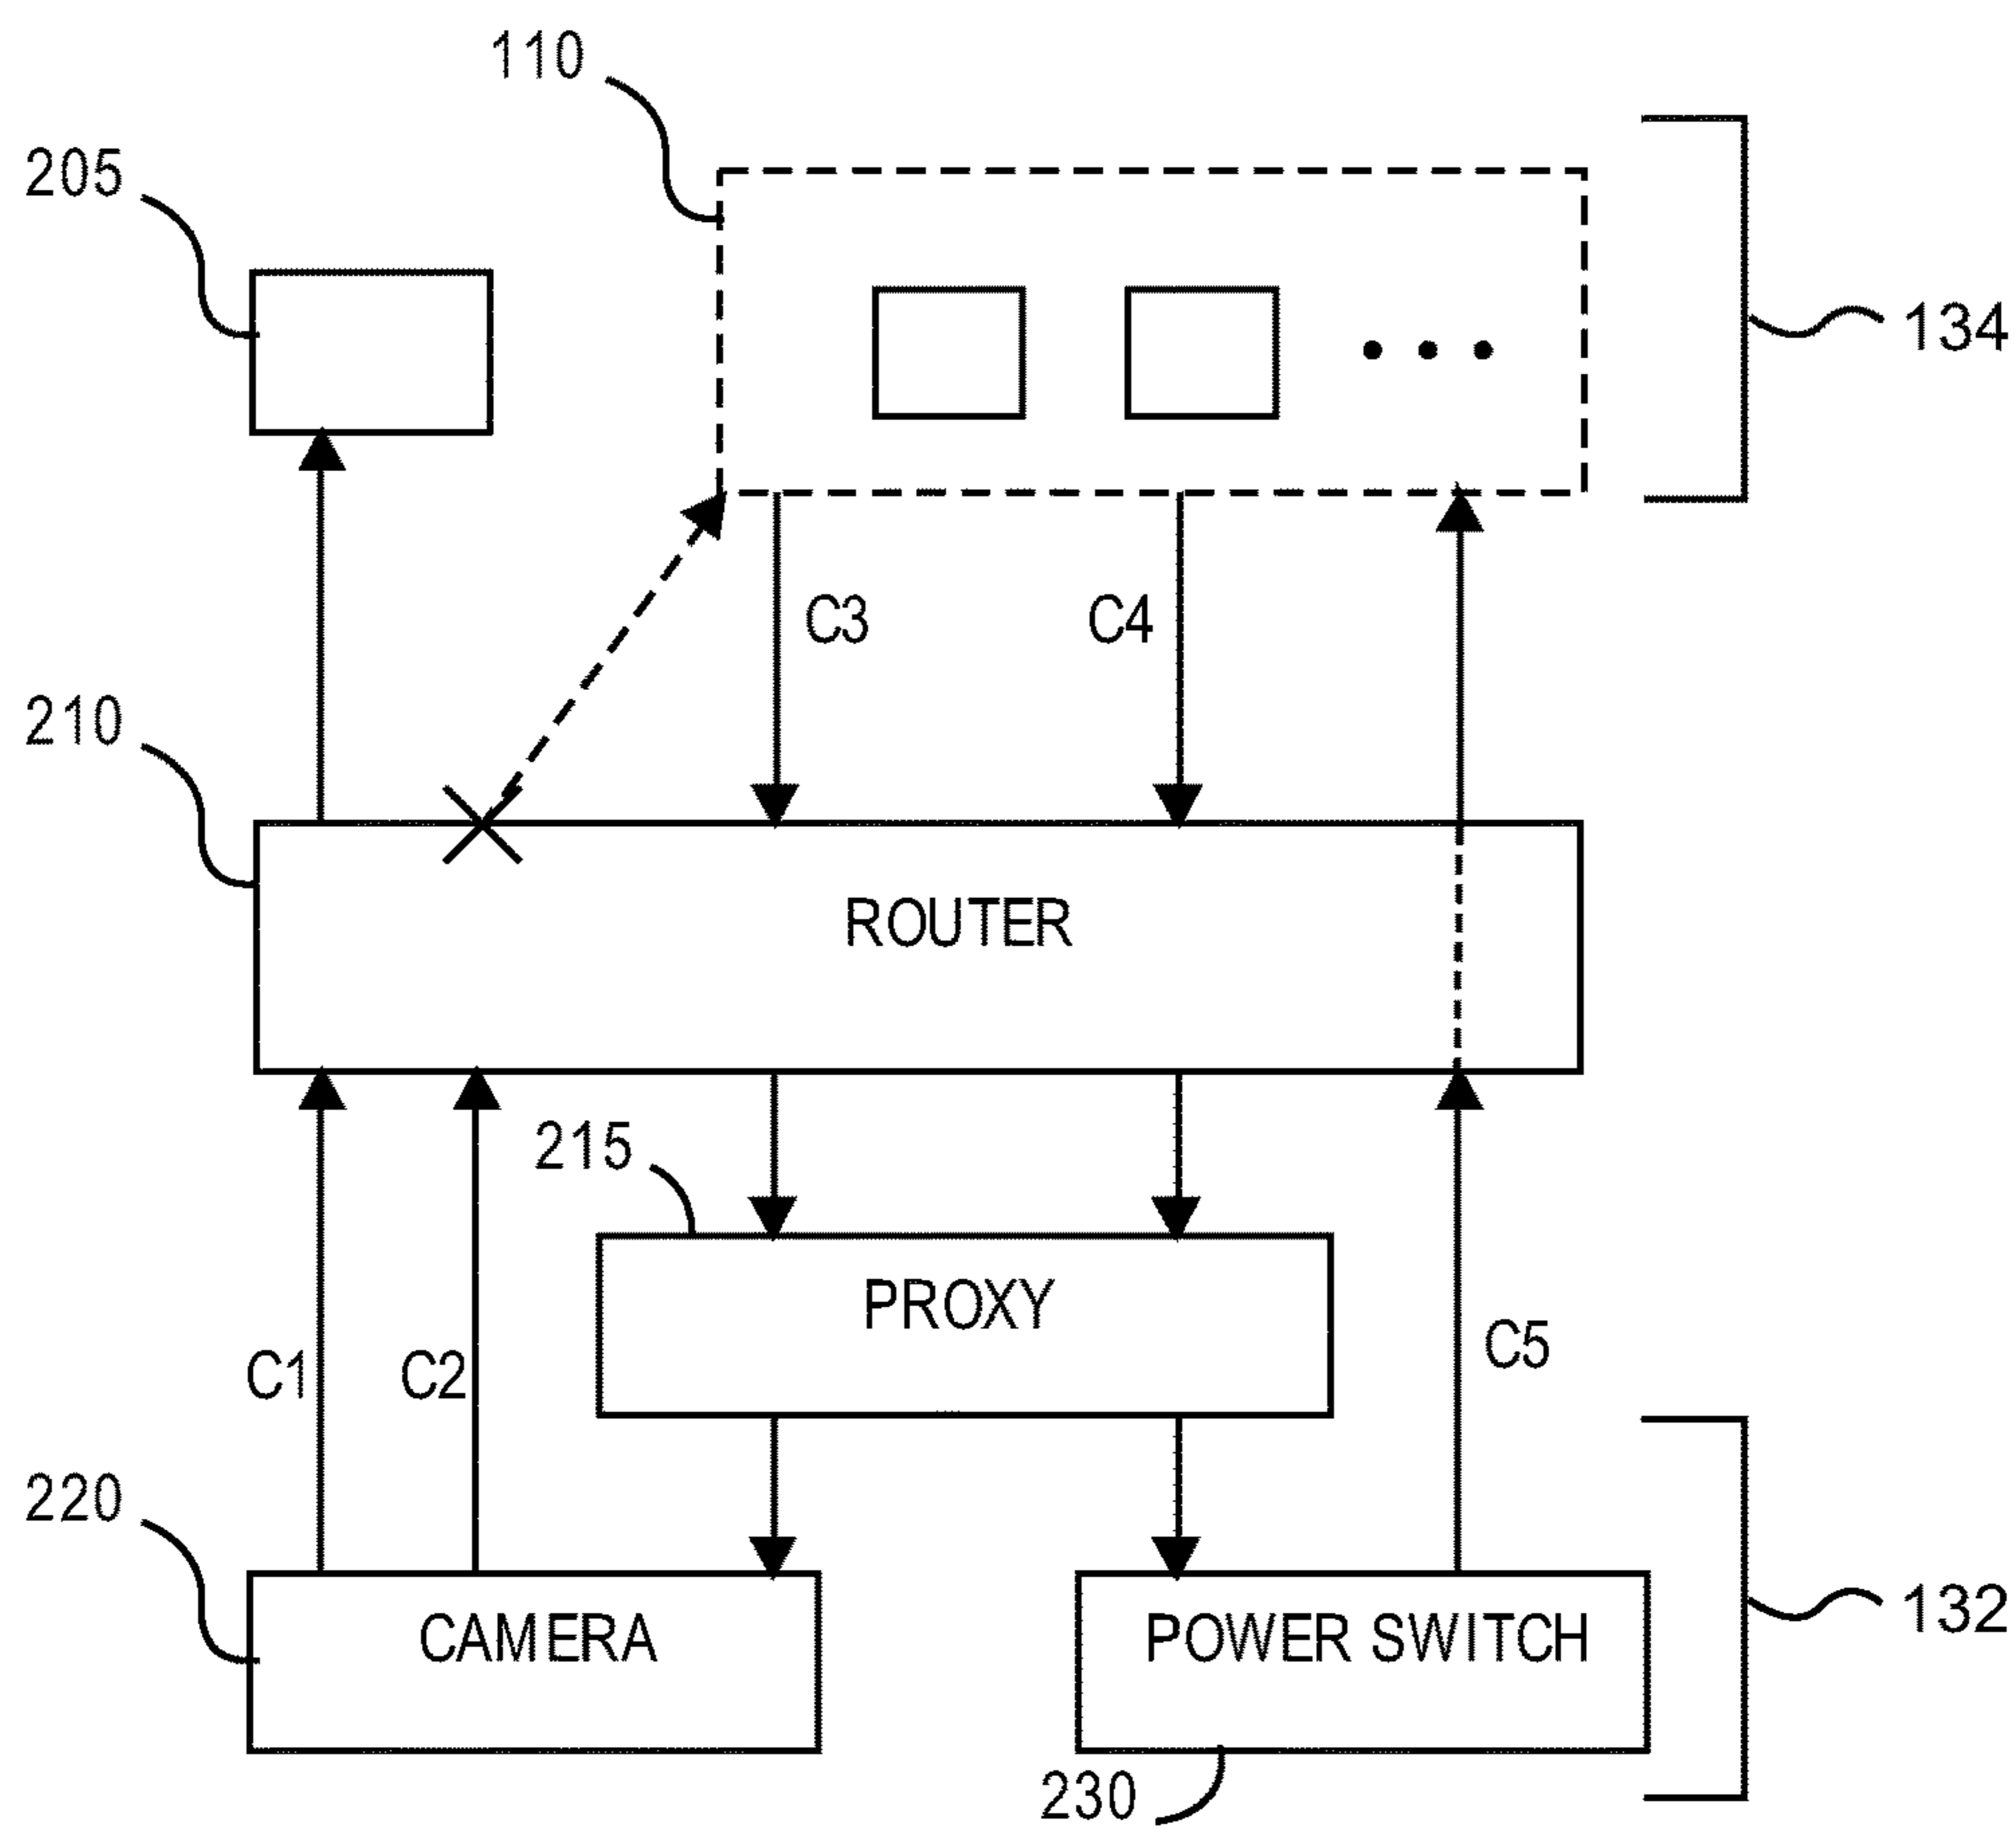 110
205
134
C3
C4
210
ROUTER
215
PROXY
C5
C1
C2
220
CAMERA
POWER SWITCH
132
230